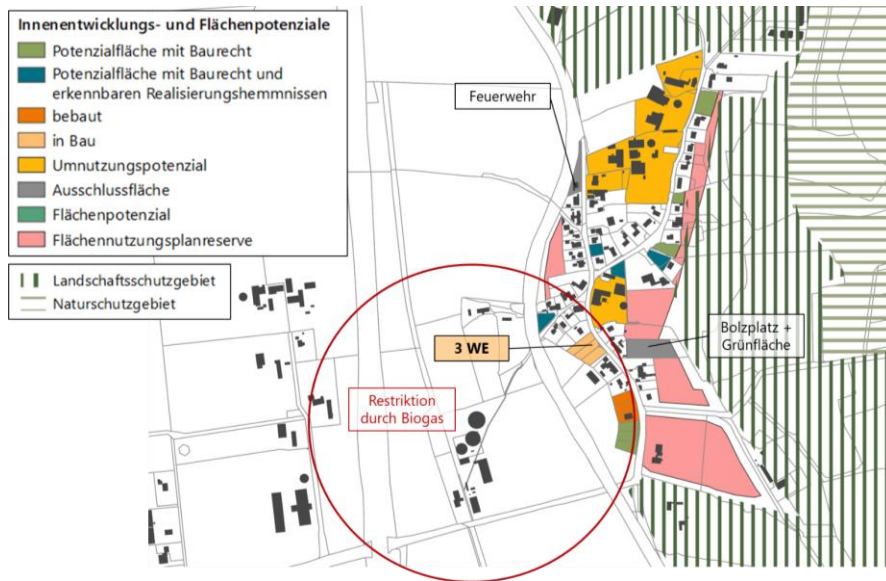 Innenentwicklungs- und Flächenpotenziale
Potenzialfläche mit Baurecht
Potenzialfläche mit Baurecht und
erkennbaren Realisierungshemmnissen
bebaut
in Bau
Umnutzungspotenzial
Ausschlussfläche
Flächenpotenzial
Flächennutzungsplanreserve
Landschaftsschutzgebiet
Naturschutzgebiet
Feuerwehr
3 WE
Bolzplatz +
Grünfläche
Restriktion
durch Biogas